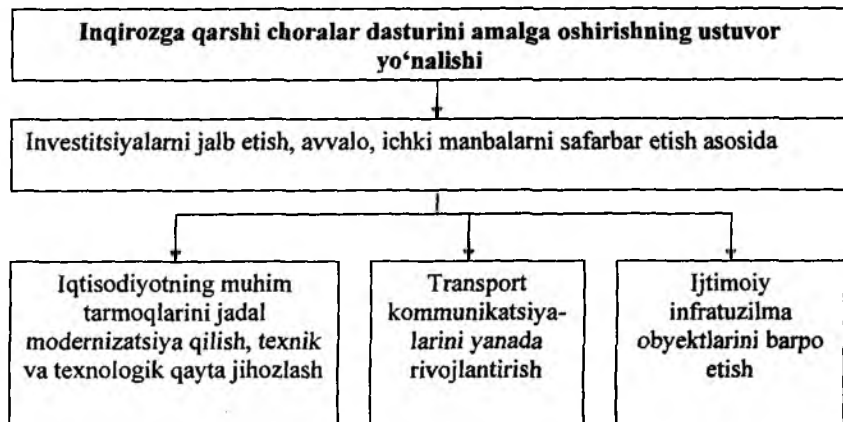 Inqirozga qarshi choralar dasturini amalga oshirishning ustuvor
yo‘nalishi
Investitsiyalarni jalb etish, avvalo, ichki manbalarni safarbar etish asosida
Iqtisodiyotning muhim
tarmoqlarini jadal
modernizatsiya qilish, texnik
va texnologik qayta jihozlash
Transport
kommunikatsiya-
larini yanada
rivojlantirish
Ijtimoiy
infratuzilma
obyektlarini barpo
etish